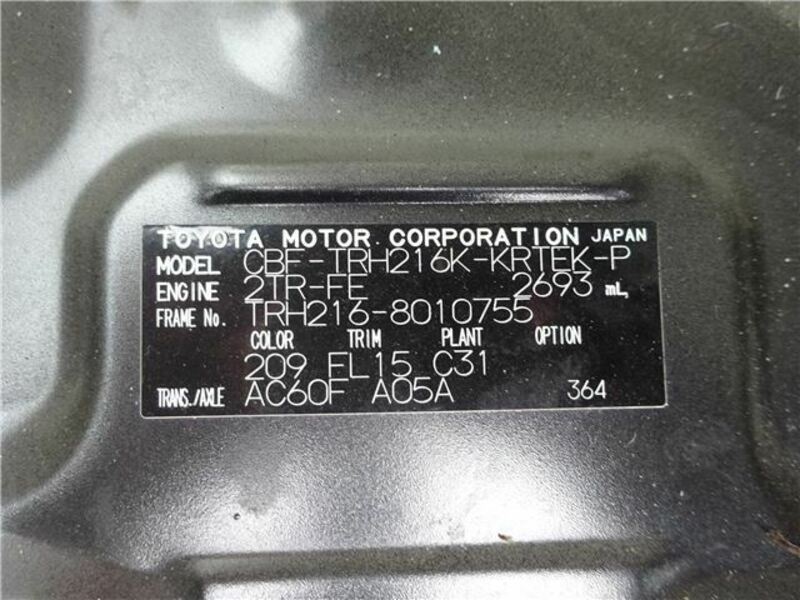 TOYOTA MOTOR CORPORATION JAPAN
MODEL CBF-TRH216K-KRTEK-P
ENGINE 2TR-FE 2693 mL,
FRAME No. TRH216-8010755
COLOR TRIM PLANT OPTION
209 FL15 C31
TRANS./AXLE AC60F A05A 364